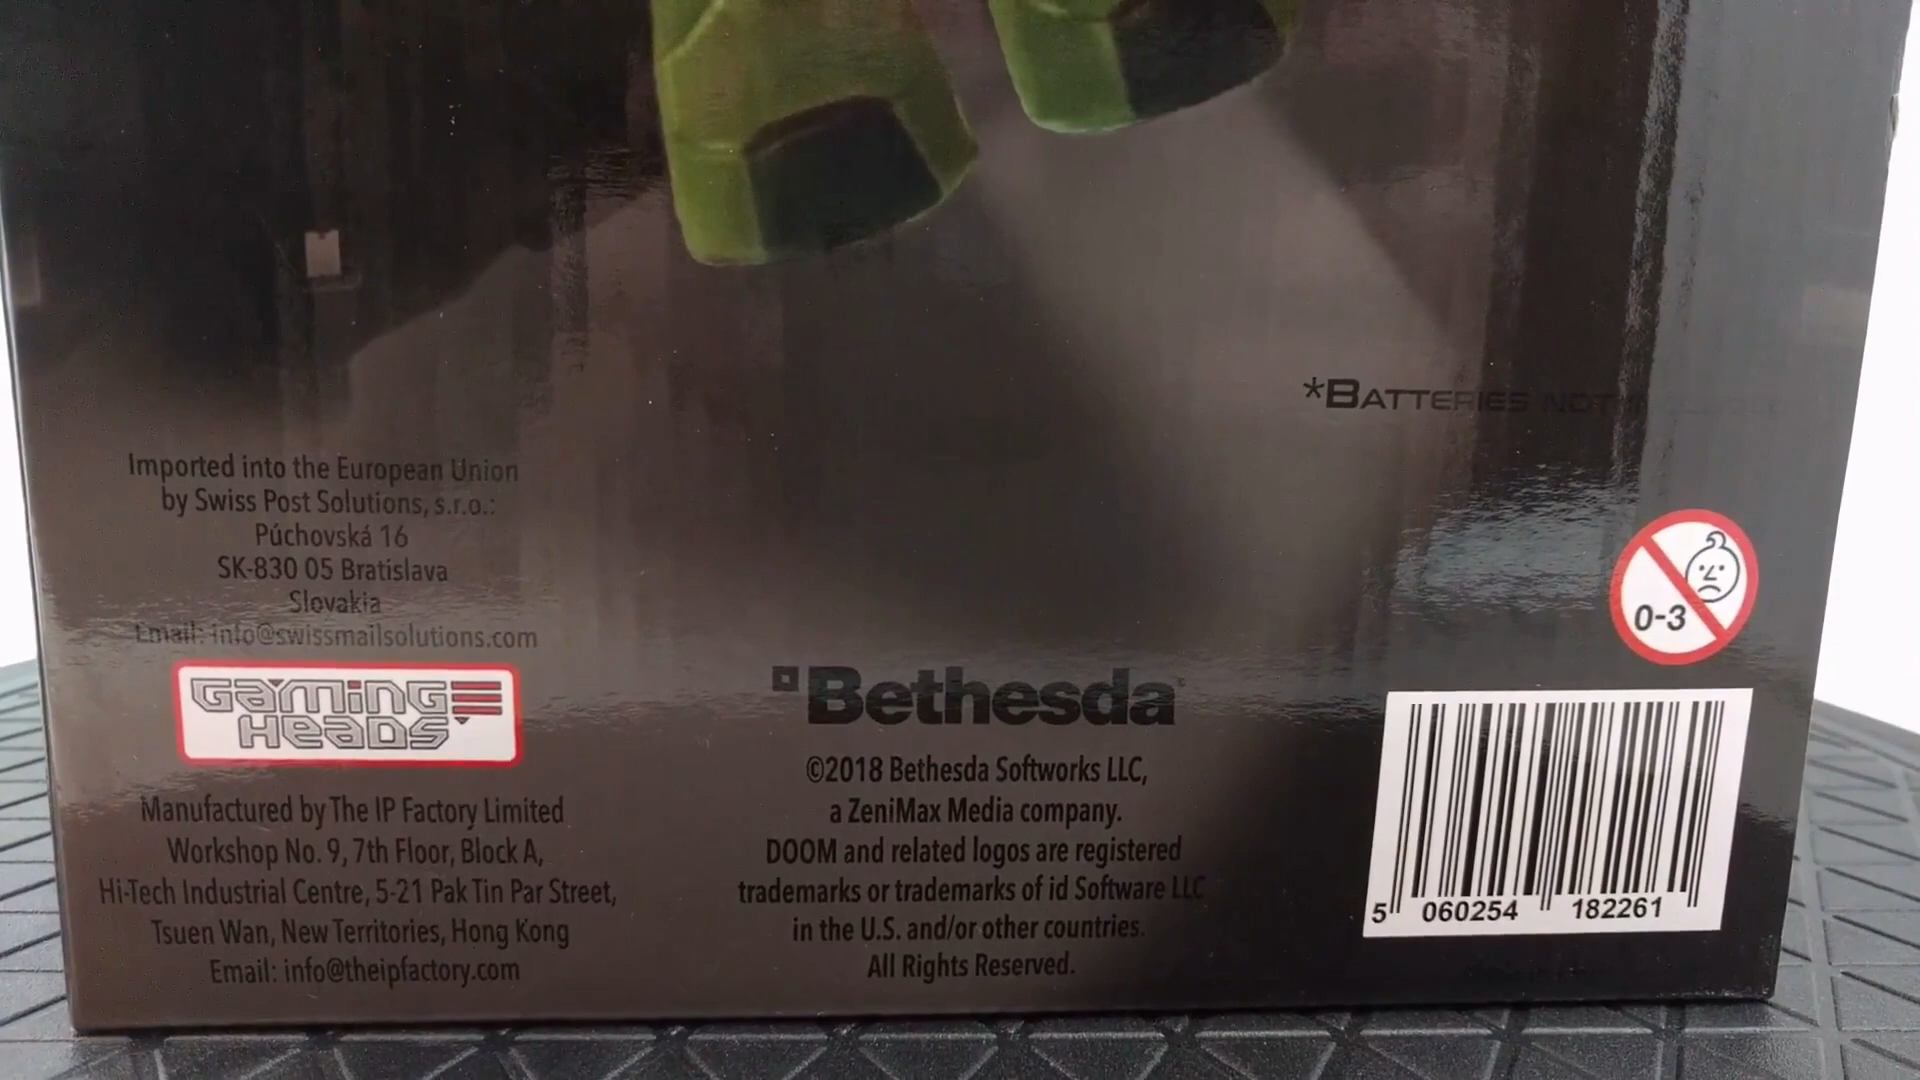 *BATTERIES NOT
Imported into the European Union
by Swiss Post Solutions, s.r.o.:
Púchovská 16
SK-830 05 Bratislava
Slovakia
Email: info@swissmailsolutions.com
GAMING
HEADS
Manufactured by The IP Factory Limited
Workshop No. 9, 7th Floor, Block A,
Hi-Tech Industrial Centre, 5-21 Pak Tin Par Street,
Tsuen Wan, New Territories, Hong Kong
Email: info@theipfactory.com
Bethesda
©2018 Bethesda Softworks LLC,
a ZeniMax Media company.
DOOM and related logos are registered
trademarks or trademarks of id Software LLC
in the U.S. and/or other countries.
All Rights Reserved.
0-3
5 060254 182261